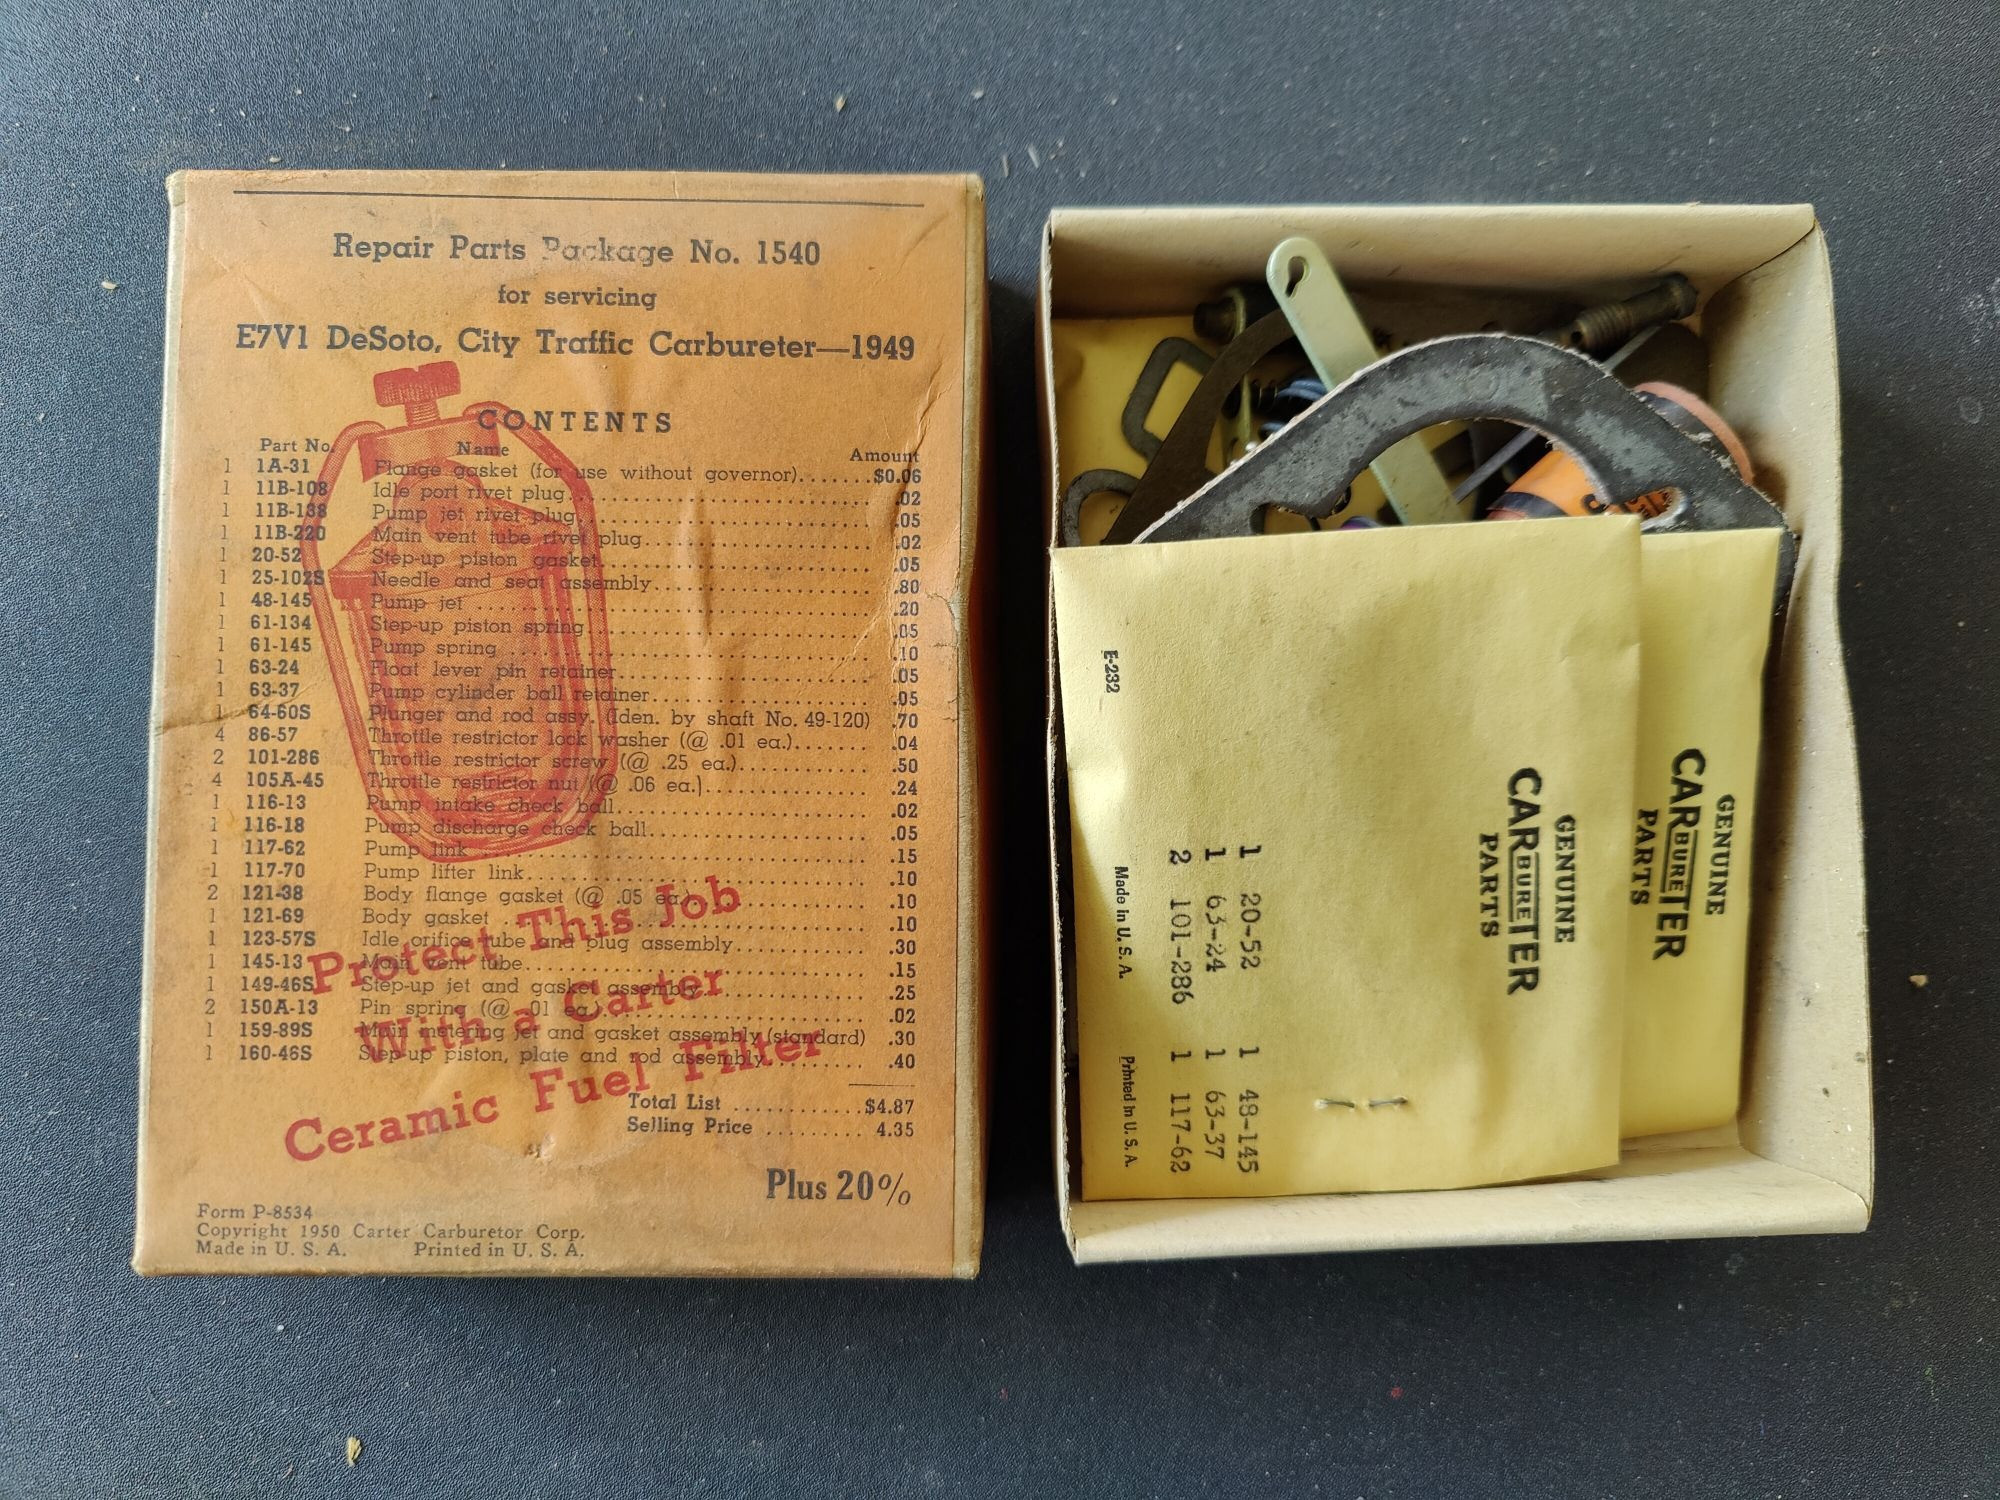 Repair Parts Package No. 1540
for servicing
E7V1 DeSoto, City Traffic Carbureter—1949
CONTENTS
Part No. Name Amount
1 1A-31 Flange gasket (for use without governor).......$0.06
1 11B-108 Idle port rivet plug.................... .02
1 11B-138 Pump jet rivet plug.................... .05
1 11B-220 Main vent tube rivet plug.................... .02
1 20-52 Step-up piston gasket.................... .05
1 25-102S Needle and seat assembly.................... .80
1 48-145 Pump jet .................... .20
1 61-134 Step-up piston spring.................... .05
1 61-145 Pump spring .................... .10
1 63-24 Float lever pin retainer.................... .05
1 63-37 Pump cylinder ball retainer.................... .05
1 64-60S Plunger and rod assy. (Iden. by shaft No. 49-120) .70
4 86-57 Throttle restrictor lock washer (@ .01 ea.)....... .04
2 101-286 Throttle restrictor screw (@ .25 ea.)............ .50
4 105A-45 Throttle restrictor nut (@ .06 ea.)............... .24
1 116-13 Pump intake check ball.................... .02
1 116-18 Pump discharge check ball.................... .05
1 117-62 Pump link .................... .15
1 117-70 Pump lifter link.................... .10
2 121-38 Body flange gasket (@ .05 ea.)............... .10
1 121-69 Body gasket .................... .10
1 123-57S Idle orifice tube and plug assembly............ .30
1 145-13 Main vent tube.................... .15
1 149-46S Step-up jet and gasket assembly............... .25
2 150A-13 Pin spring (@ .01 ea.).................... .02
1 159-89S Main metering jet and gasket assembly (standard) .30
1 160-46S Step-up piston, plate and rod assembly.......... .40
Total List ............$4.87
Selling Price ......... 4.35
Plus 20%
Protect This Job
With a Carter
Ceramic Fuel Filter
Form P-8534
Copyright 1950 Carter Carburetor Corp.
Made in U. S. A. Printed in U. S. A.
GENUINE
CARBURETER
PARTS
GENUINE
CARBURETER
PARTS
1 20-52 1 48-145
1 63-24 1 63-37
2 101-286 1 117-62
E-232 Made in U. S. A. Printed in U. S. A.